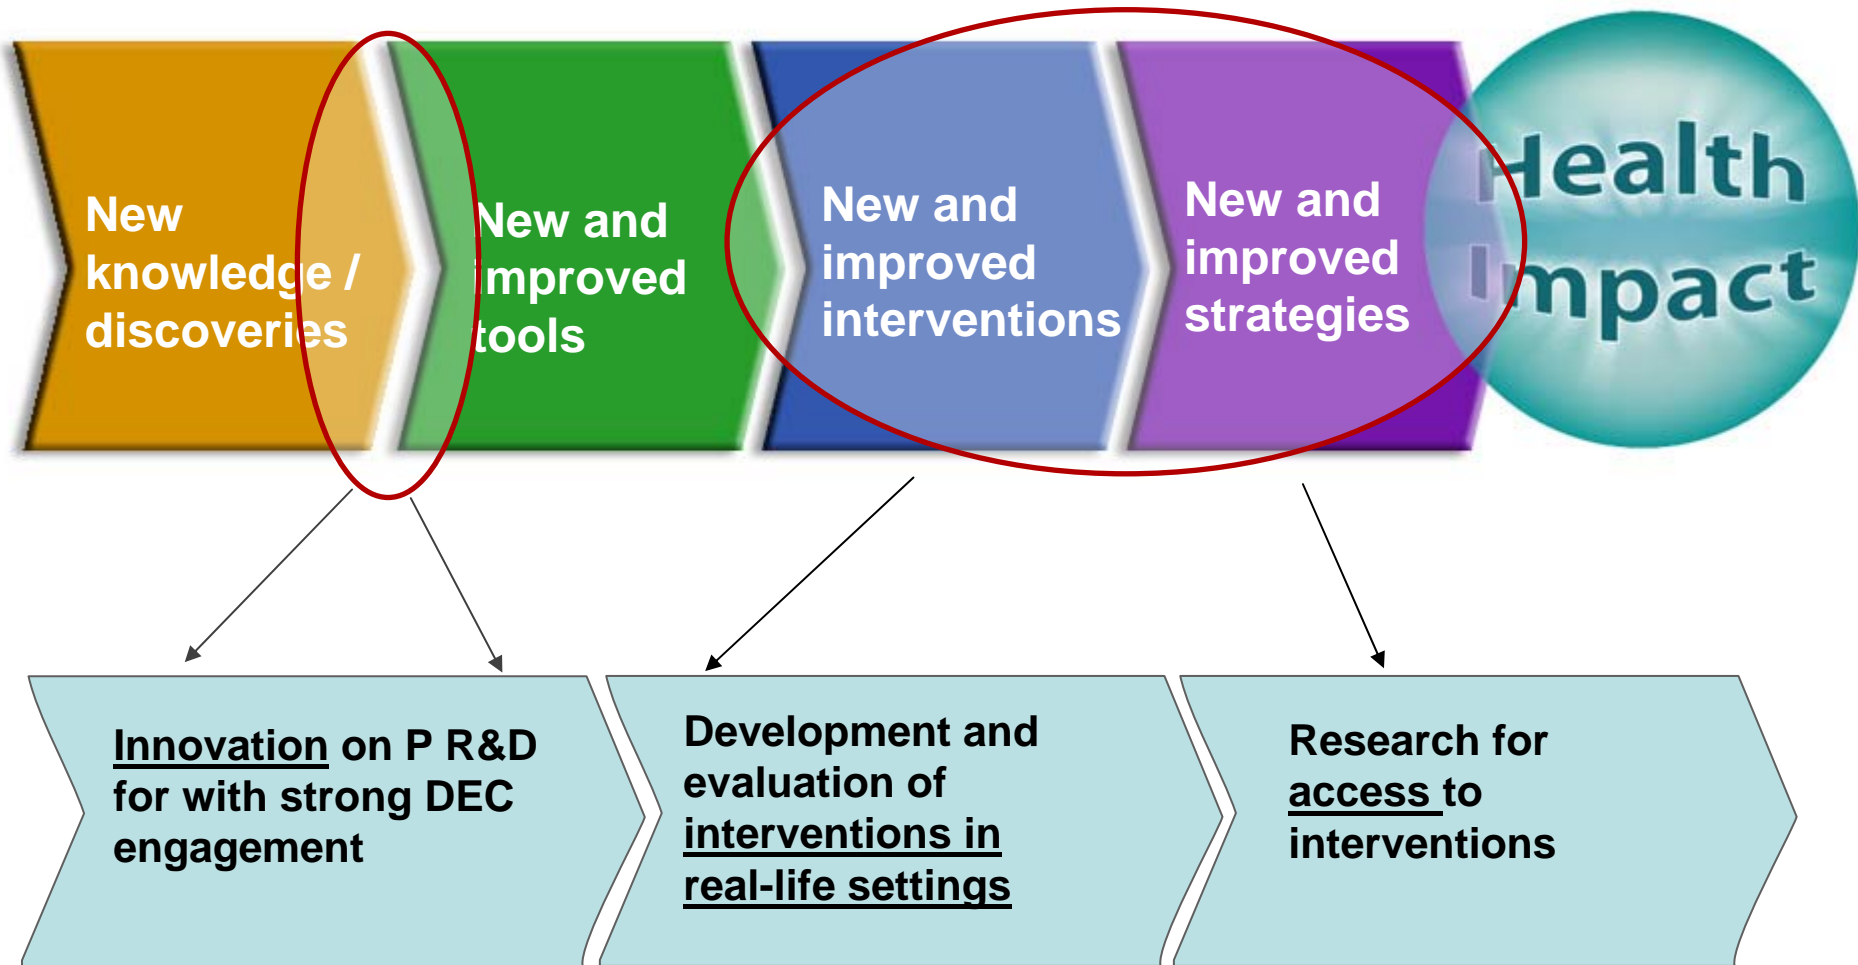 New
knowledge /
discoveries
New and
improved
tools
New and
improved
interventions
New and
improved
strategies
Health
Impact
Innovation on P R&D
for with strong DEC
engagement
Development and
evaluation of
interventions in
real-life settings
Research for
access to
interventions